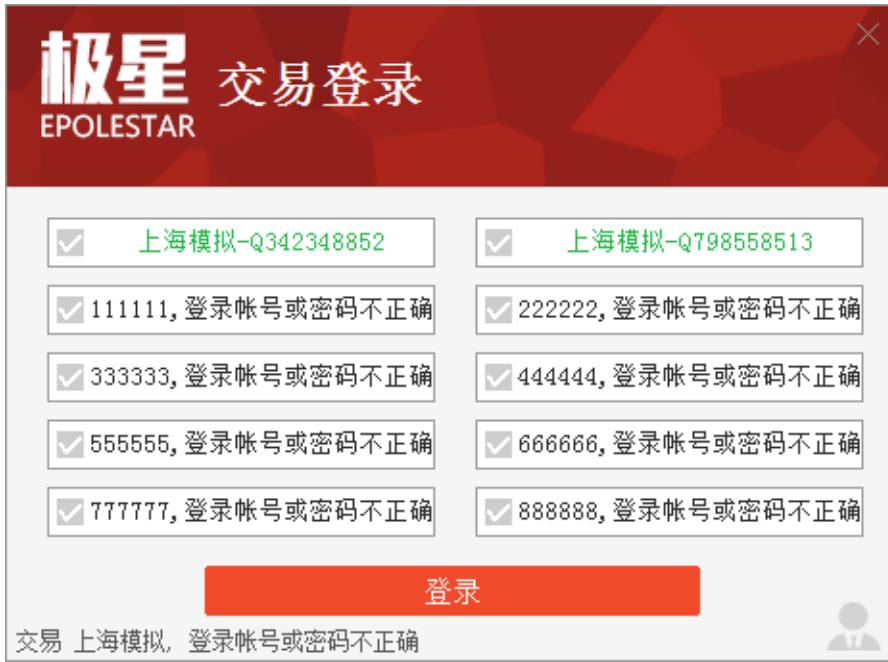 极星
EPOLESTAR
交易登录
上海模拟-Q342348852
上海模拟-Q798558513
111111,登录帐号或密码不正确
222222,登录帐号或密码不正确
333333,登录帐号或密码不正确
444444,登录帐号或密码不正确
555555,登录帐号或密码不正确
666666,登录帐号或密码不正确
777777,登录帐号或密码不正确
888888,登录帐号或密码不正确
登录
交易 上海模拟, 登录帐号或密码不正确